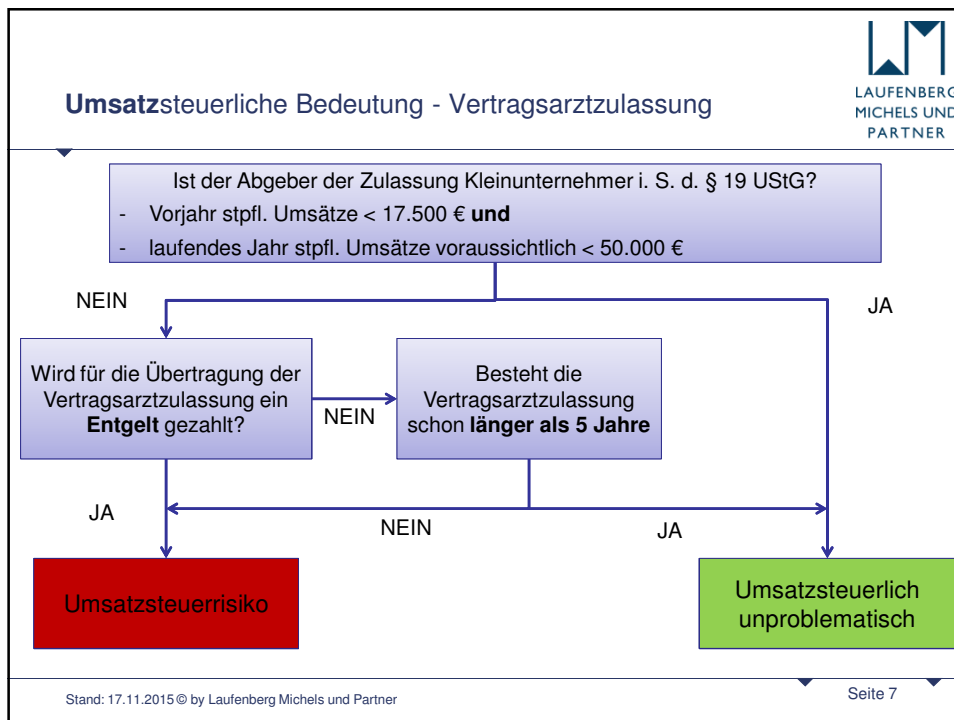 LAUFENBERG
MICHELS UND
PARTNER
Umsatzsteuerliche Bedeutung - Vertragsarztzulassung
Ist der Abgeber der Zulassung Kleinunternehmer i. S. d. § 19 UStG?
- Vorjahr stpfl. Umsätze < 17.500 € und
- laufendes Jahr stpfl. Umsätze voraussichtlich < 50.000 €
NEIN
JA
Wird für die Übertragung der
Vertragsarztzulassung ein
Entgelt gezahlt?
NEIN
Besteht die
Vertragsarztzulassung
schon länger als 5 Jahre
JA
NEIN
JA
Umsatzsteuerrisiko
Umsatzsteuerlich
unproblematisch
Stand: 17.11.2015 © by Laufenberg Michels und Partner
Seite 7